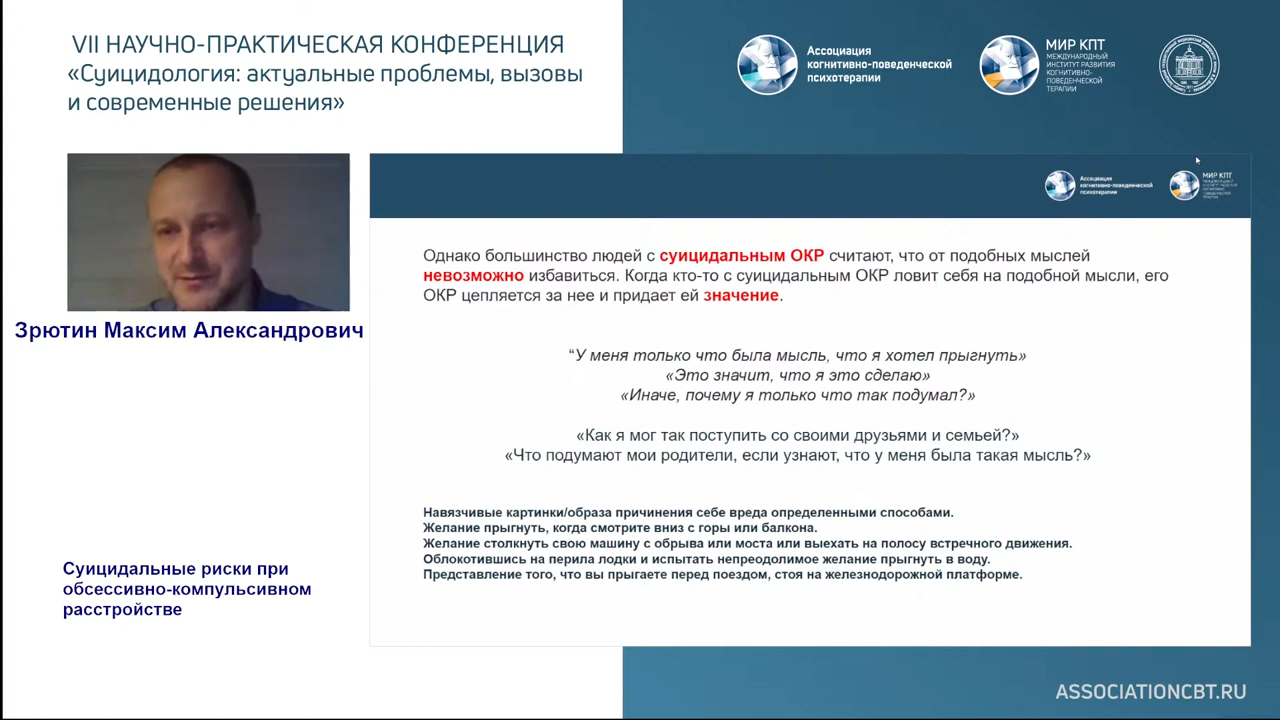 VII НАУЧНО-ПРАКТИЧЕСКАЯ КОНФЕРЕНЦИЯ
«Суицидология: актуальные проблемы, вызовы
и современные решения»
Ассоциация
когнитивно-поведенческой
психотерапии
МИР КПТ
МЕЖДУНАРОДНЫЙ
ИНСТИТУТ РАЗВИТИЯ
КОГНИТИВНО-
ПОВЕДЕНЧЕСКОЙ
ТЕРАПИИ
Ассоциация
когнитивно-поведенческой
психотерапии
МИР КПТ
Зрютин Максим Александрович
Суицидальные риски при
обсессивно-компульсивном
расстройстве
Однако большинство людей с суицидальным ОКР считают, что от подобных мыслей
невозможно избавиться. Когда кто-то с суицидальным ОКР ловит себя на подобной мысли, его
ОКР цепляется за нее и придает ей значение.
“У меня только что была мысль, что я хотел прыгнуть»
«Это значит, что я это сделаю»
«Иначе, почему я только что так подумал?»
«Как я мог так поступить со своими друзьями и семьей?»
«Что подумают мои родители, если узнают, что у меня была такая мысль?»
Навязчивые картинки/образа причинения себе вреда определенными способами.
Желание прыгнуть, когда смотрите вниз с горы или балкона.
Желание столкнуть свою машину с обрыва или моста или выехать на полосу встречного движения.
Облокотившись на перила лодки и испытать непреодолимое желание прыгнуть в воду.
Представление того, что вы прыгаете перед поездом, стоя на железнодорожной платформе.
ASSOCIATIONCBT.RU